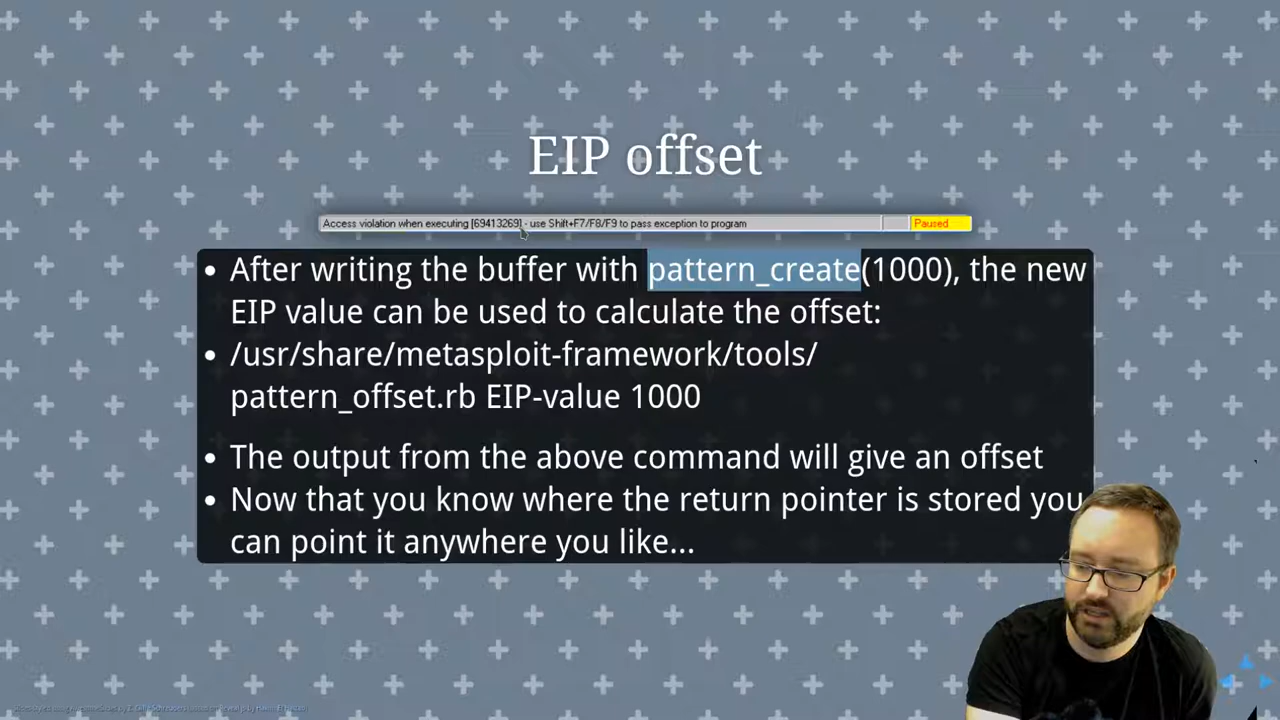 EIP offset
Access violation when executing [69413269] - use Shift+F7/F8/F9 to pass exception to program
Paused
• After writing the buffer with pattern_create(1000), the new
EIP value can be used to calculate the offset:
• /usr/share/metasploit-framework/tools/
pattern_offset.rb EIP-value 1000
• The output from the above command will give an offset
• Now that you know where the return pointer is stored you
can point it anywhere you like...